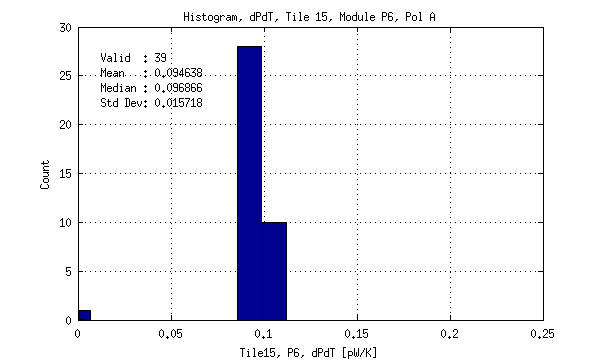 Histogram, dPdT, Tile 15, Module P6, Pol A
30
25
20
15
10
5
0
Count
Valid : 39
Mean : 0.094638
Median : 0.096866
Std Dev: 0.015718
0 0.05 0.1 0.15 0.2 0.25
Tile15, P6, dPdT [pW/K]